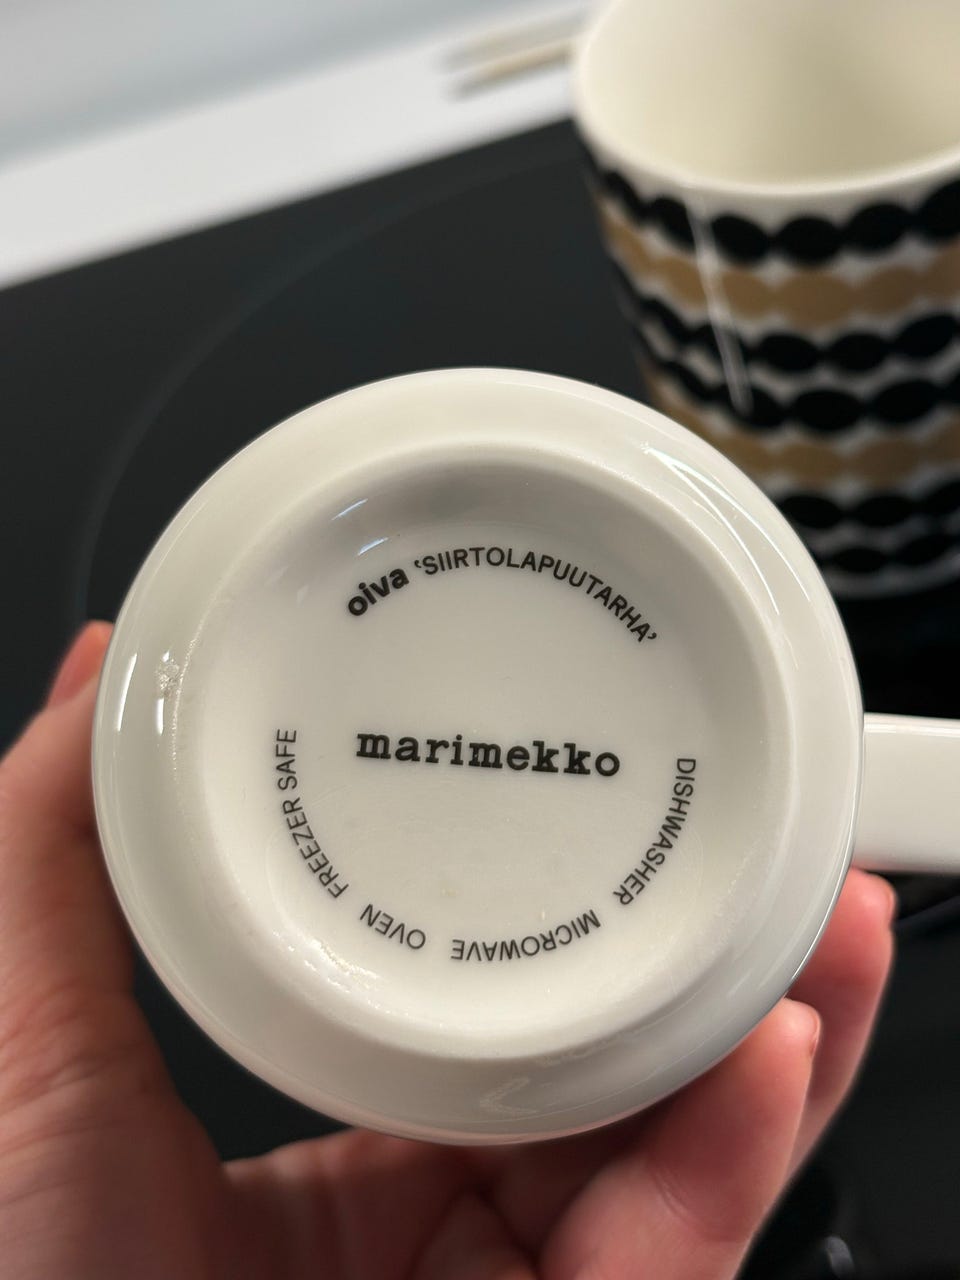 oiva ‘SIIRTOLAPUUTARHA’
marimekko
DISHWASHER MICROWAVE OVEN FREEZER SAFE